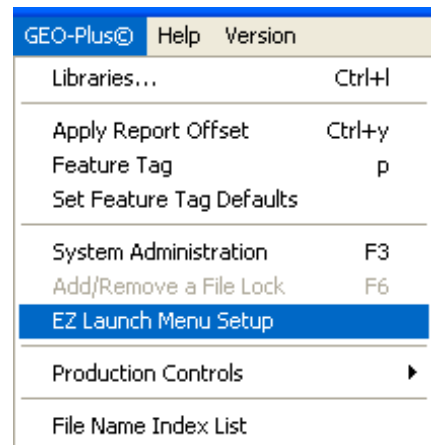 GEO-Plus© Help Version
Libraries... Ctrl+l
Apply Report Offset Ctrl+y
Feature Tag p
Set Feature Tag Defaults
System Administration F3
Add/Remove a File Lock F6
EZ Launch Menu Setup
Production Controls
File Name Index List